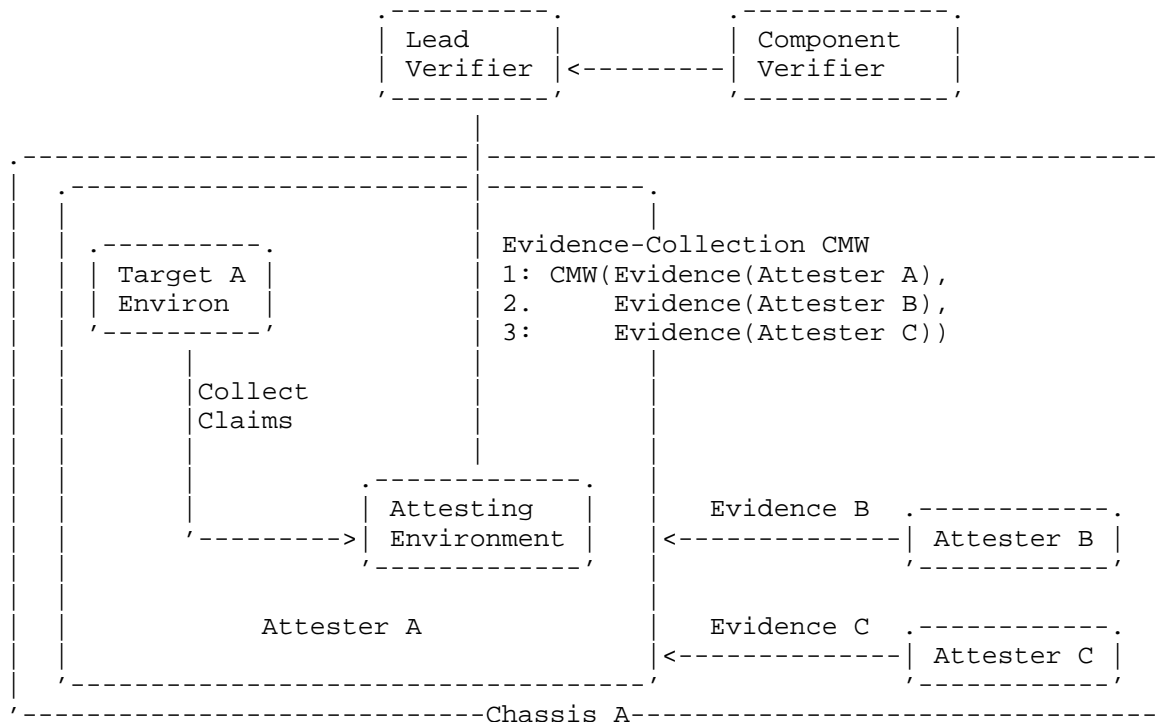 Lead
Verifier
Component
Verifier
Evidence-Collection CMW
1: CMW(Evidence(Attester A),
2.     Evidence(Attester B),
3:     Evidence(Attester C))
Target A
Environ
Collect
Claims
Attesting
Environment
Evidence B
Attester B
Attester A
Evidence C
Attester C
Chassis A